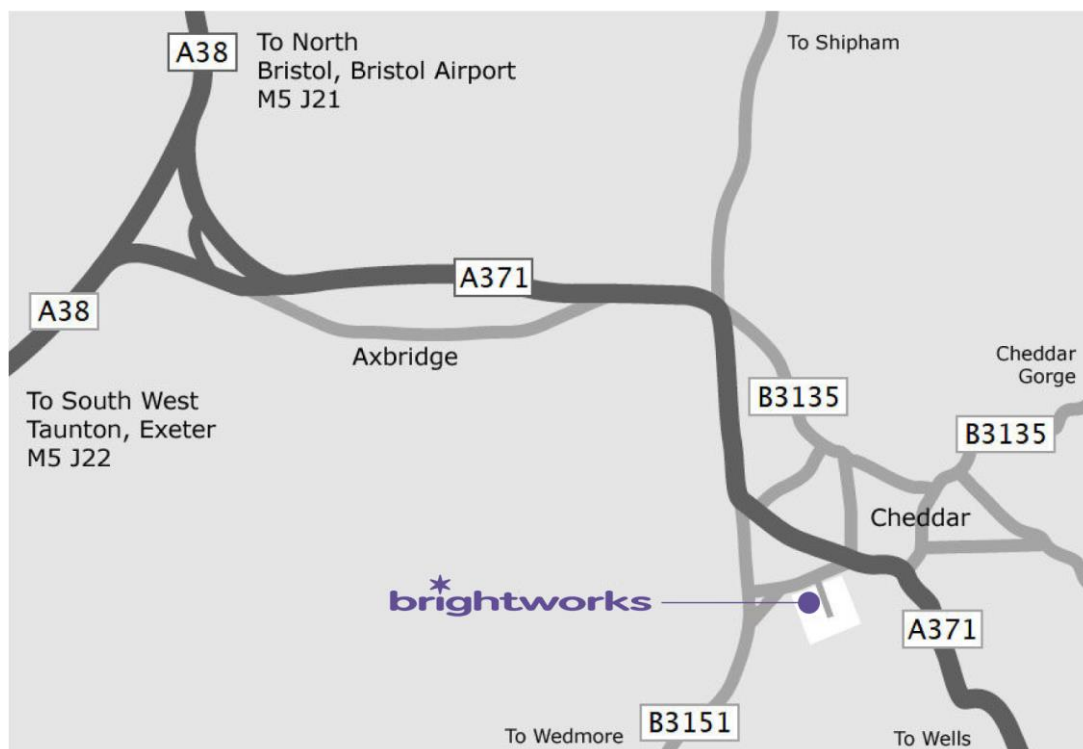 A38
To North
Bristol, Bristol Airport
M5 J21
To Shipham
A371
A38
Axbridge
Cheddar
Gorge
To South West
Taunton, Exeter
M5 J22
B3135
B3135
Cheddar
brightworks
A371
B3151
To Wedmore
To Wells